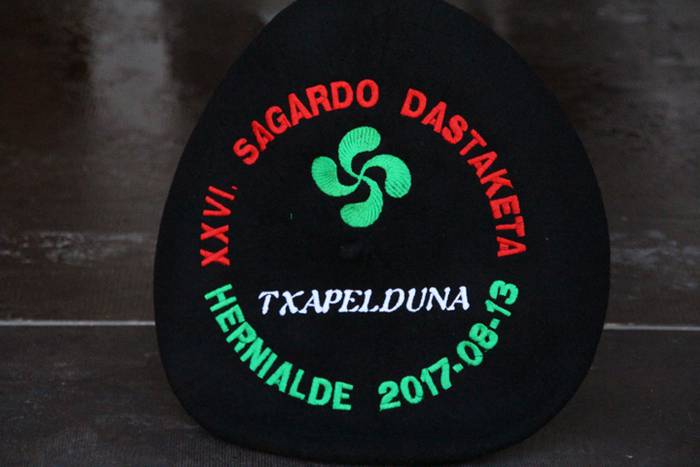 XXVI. SAGARDO DASTAKETA
TXAPELDUNA
HERNIALDE 2017-08-13